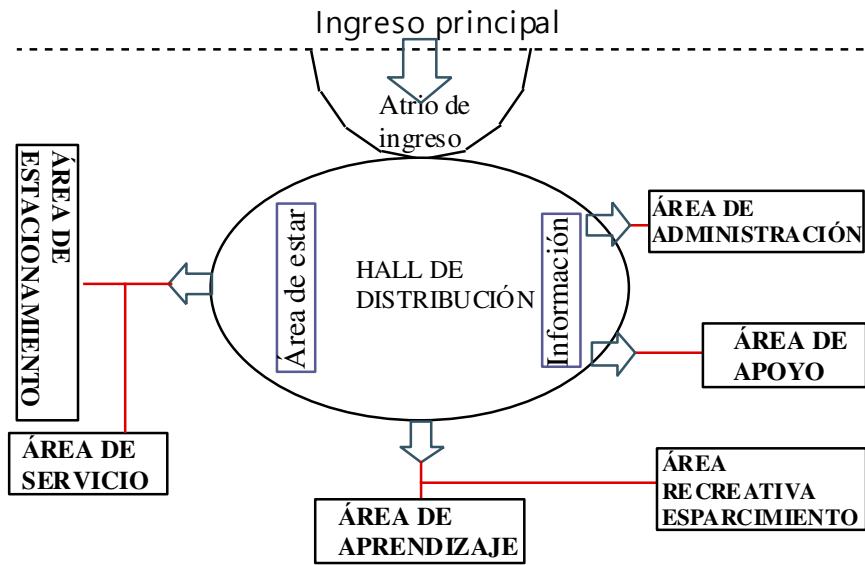 Ingreso principal
Atrio de
ingreso
ÁREA DE
ESTACIONAMIENTO
Área de estar
HALL DE
DISTRIBUCIÓN
Información
ÁREA DE
ADMINISTRACIÓN
ÁREA DE
APOYO
ÁREA DE
SERVICIO
ÁREA DE
APRENDIZAJE
ÁREA
RECREATIVA
ESPARCIMIENTO